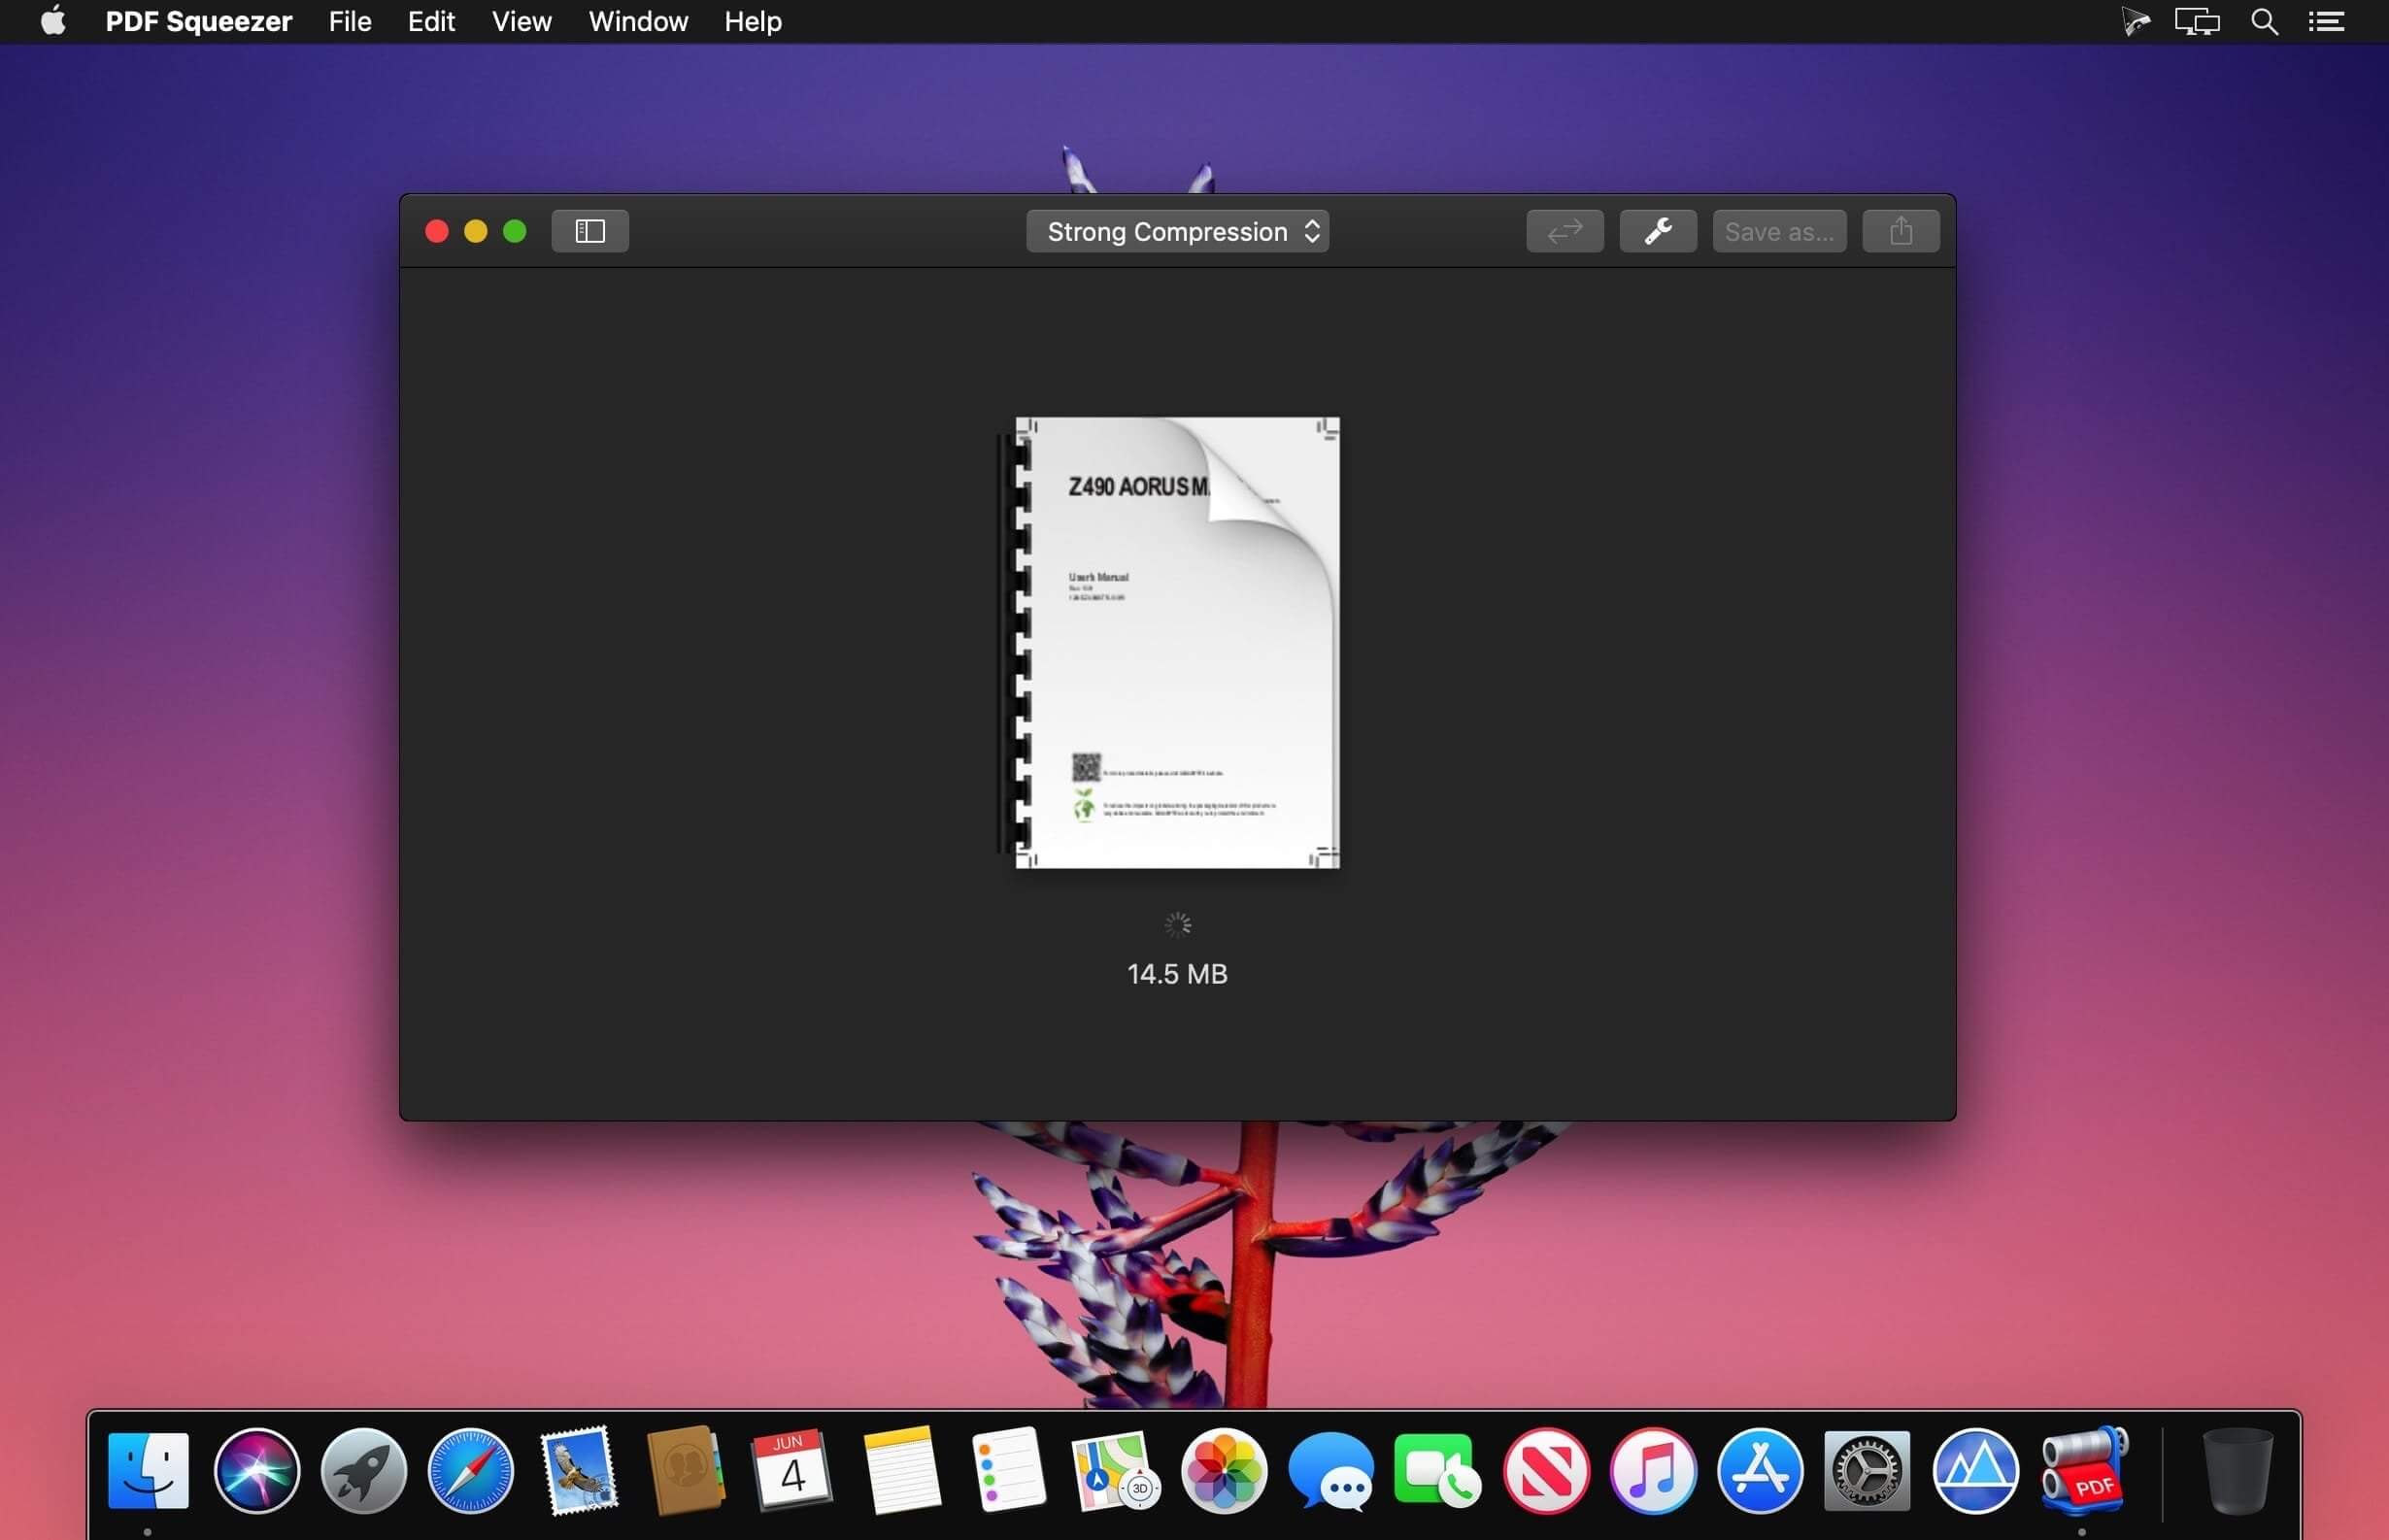 PDF Squeezer File Edit View Window Help
Strong Compression
Save as...
Z490 AORUS M
User's Manual
14.5 MB
JUN
4
3D
PDF